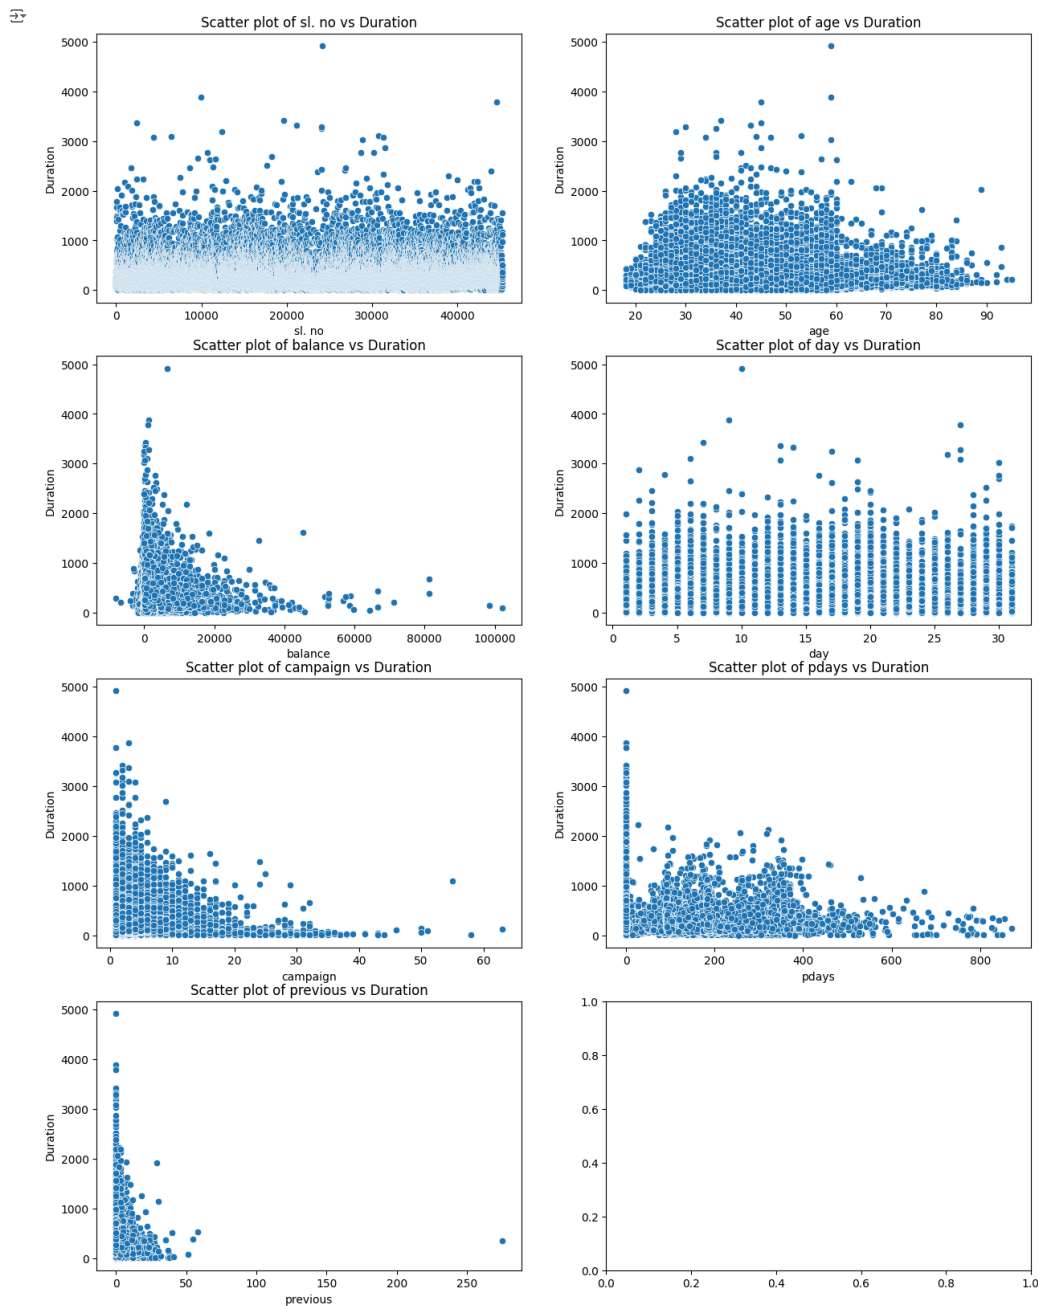 Scatter plot of sl. no vs Duration
5000
4000
3000
2000
1000
0
Duration
0 10000 20000 30000 40000
sl. no
Scatter plot of age vs Duration
5000
4000
3000
2000
1000
0
Duration
20 30 40 50 60 70 80 90
age
Scatter plot of balance vs Duration
5000
4000
3000
2000
1000
0
Duration
0 20000 40000 60000 80000 100000
balance
Scatter plot of day vs Duration
5000
4000
3000
2000
1000
0
Duration
0 5 10 15 20 25 30
day
Scatter plot of campaign vs Duration
5000
4000
3000
2000
1000
0
Duration
0 10 20 30 40 50 60
campaign
Scatter plot of pdays vs Duration
5000
4000
3000
2000
1000
0
Duration
0 200 400 600 800
pdays
Scatter plot of previous vs Duration
5000
4000
3000
2000
1000
0
Duration
0 50 100 150 200 250
previous
1.0
0.8
0.6
0.4
0.2
0.0
0.0 0.2 0.4 0.6 0.8 1.0